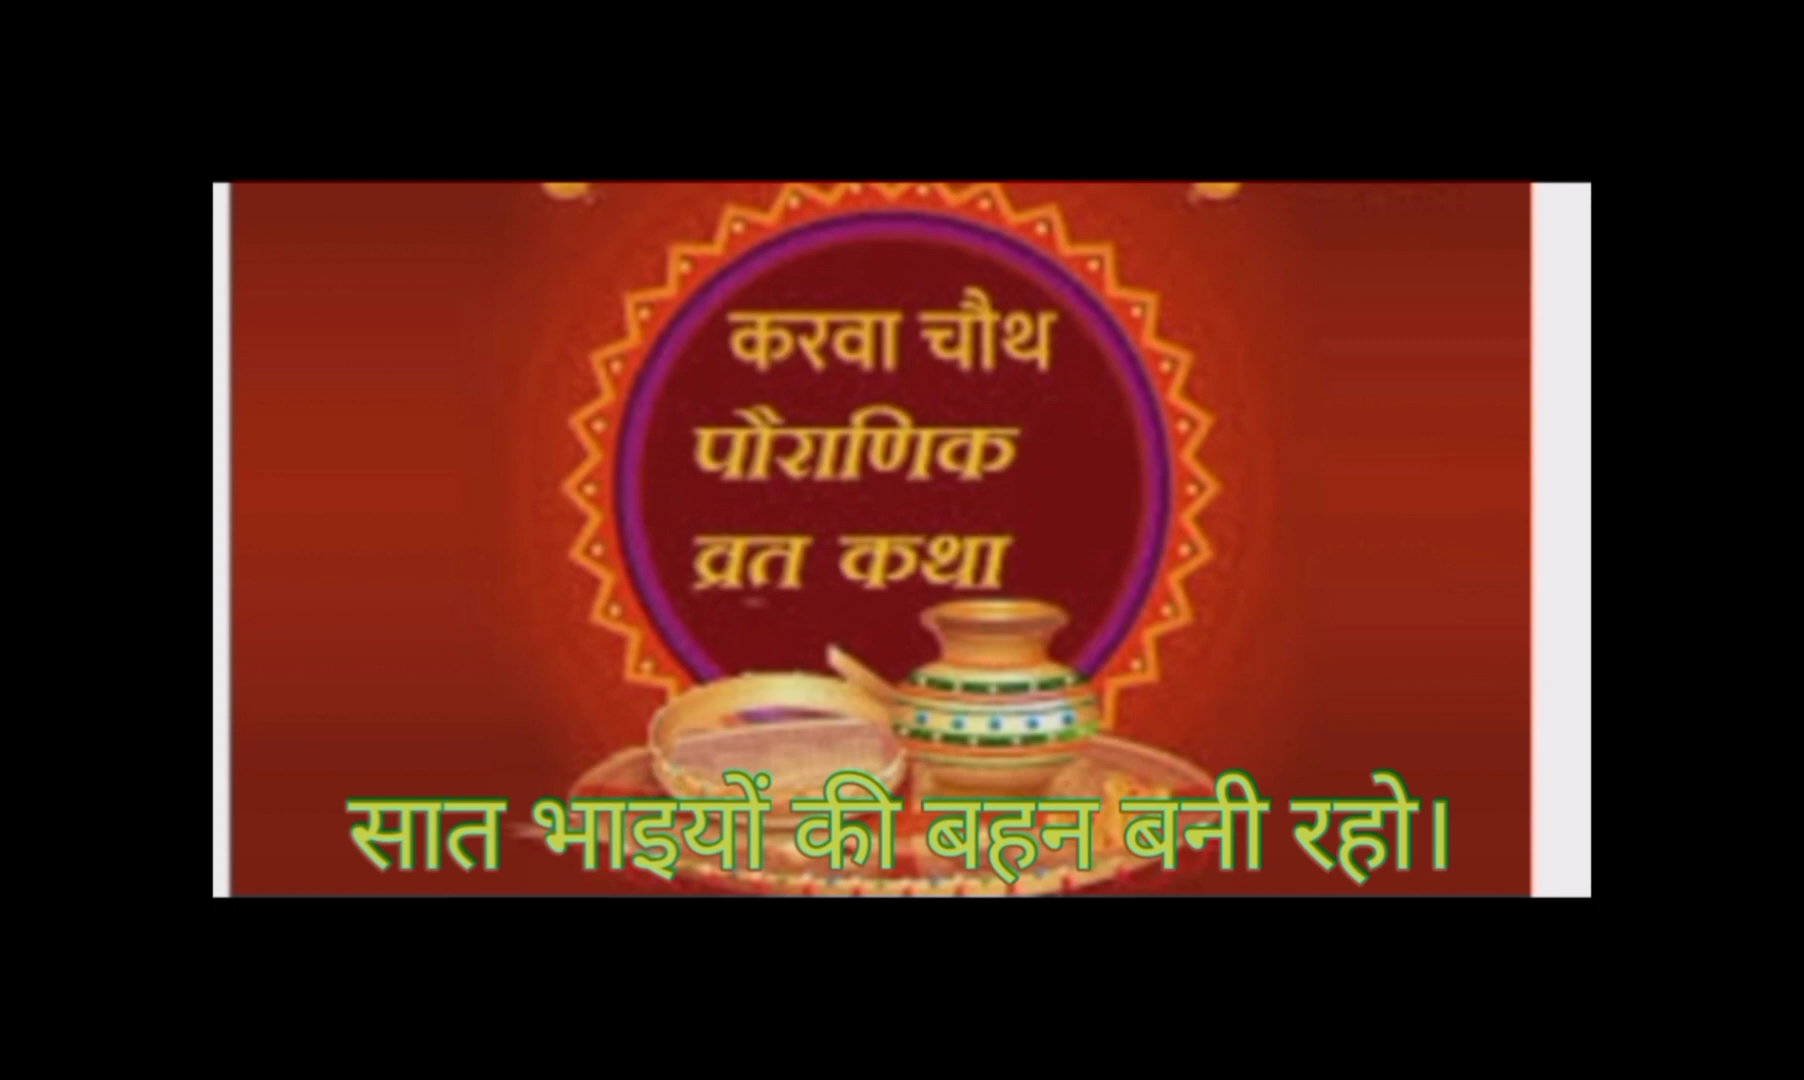 करवा चौथ
पौराणिक
व्रत कथा
सात भाइयों की बहन बनी रहो।